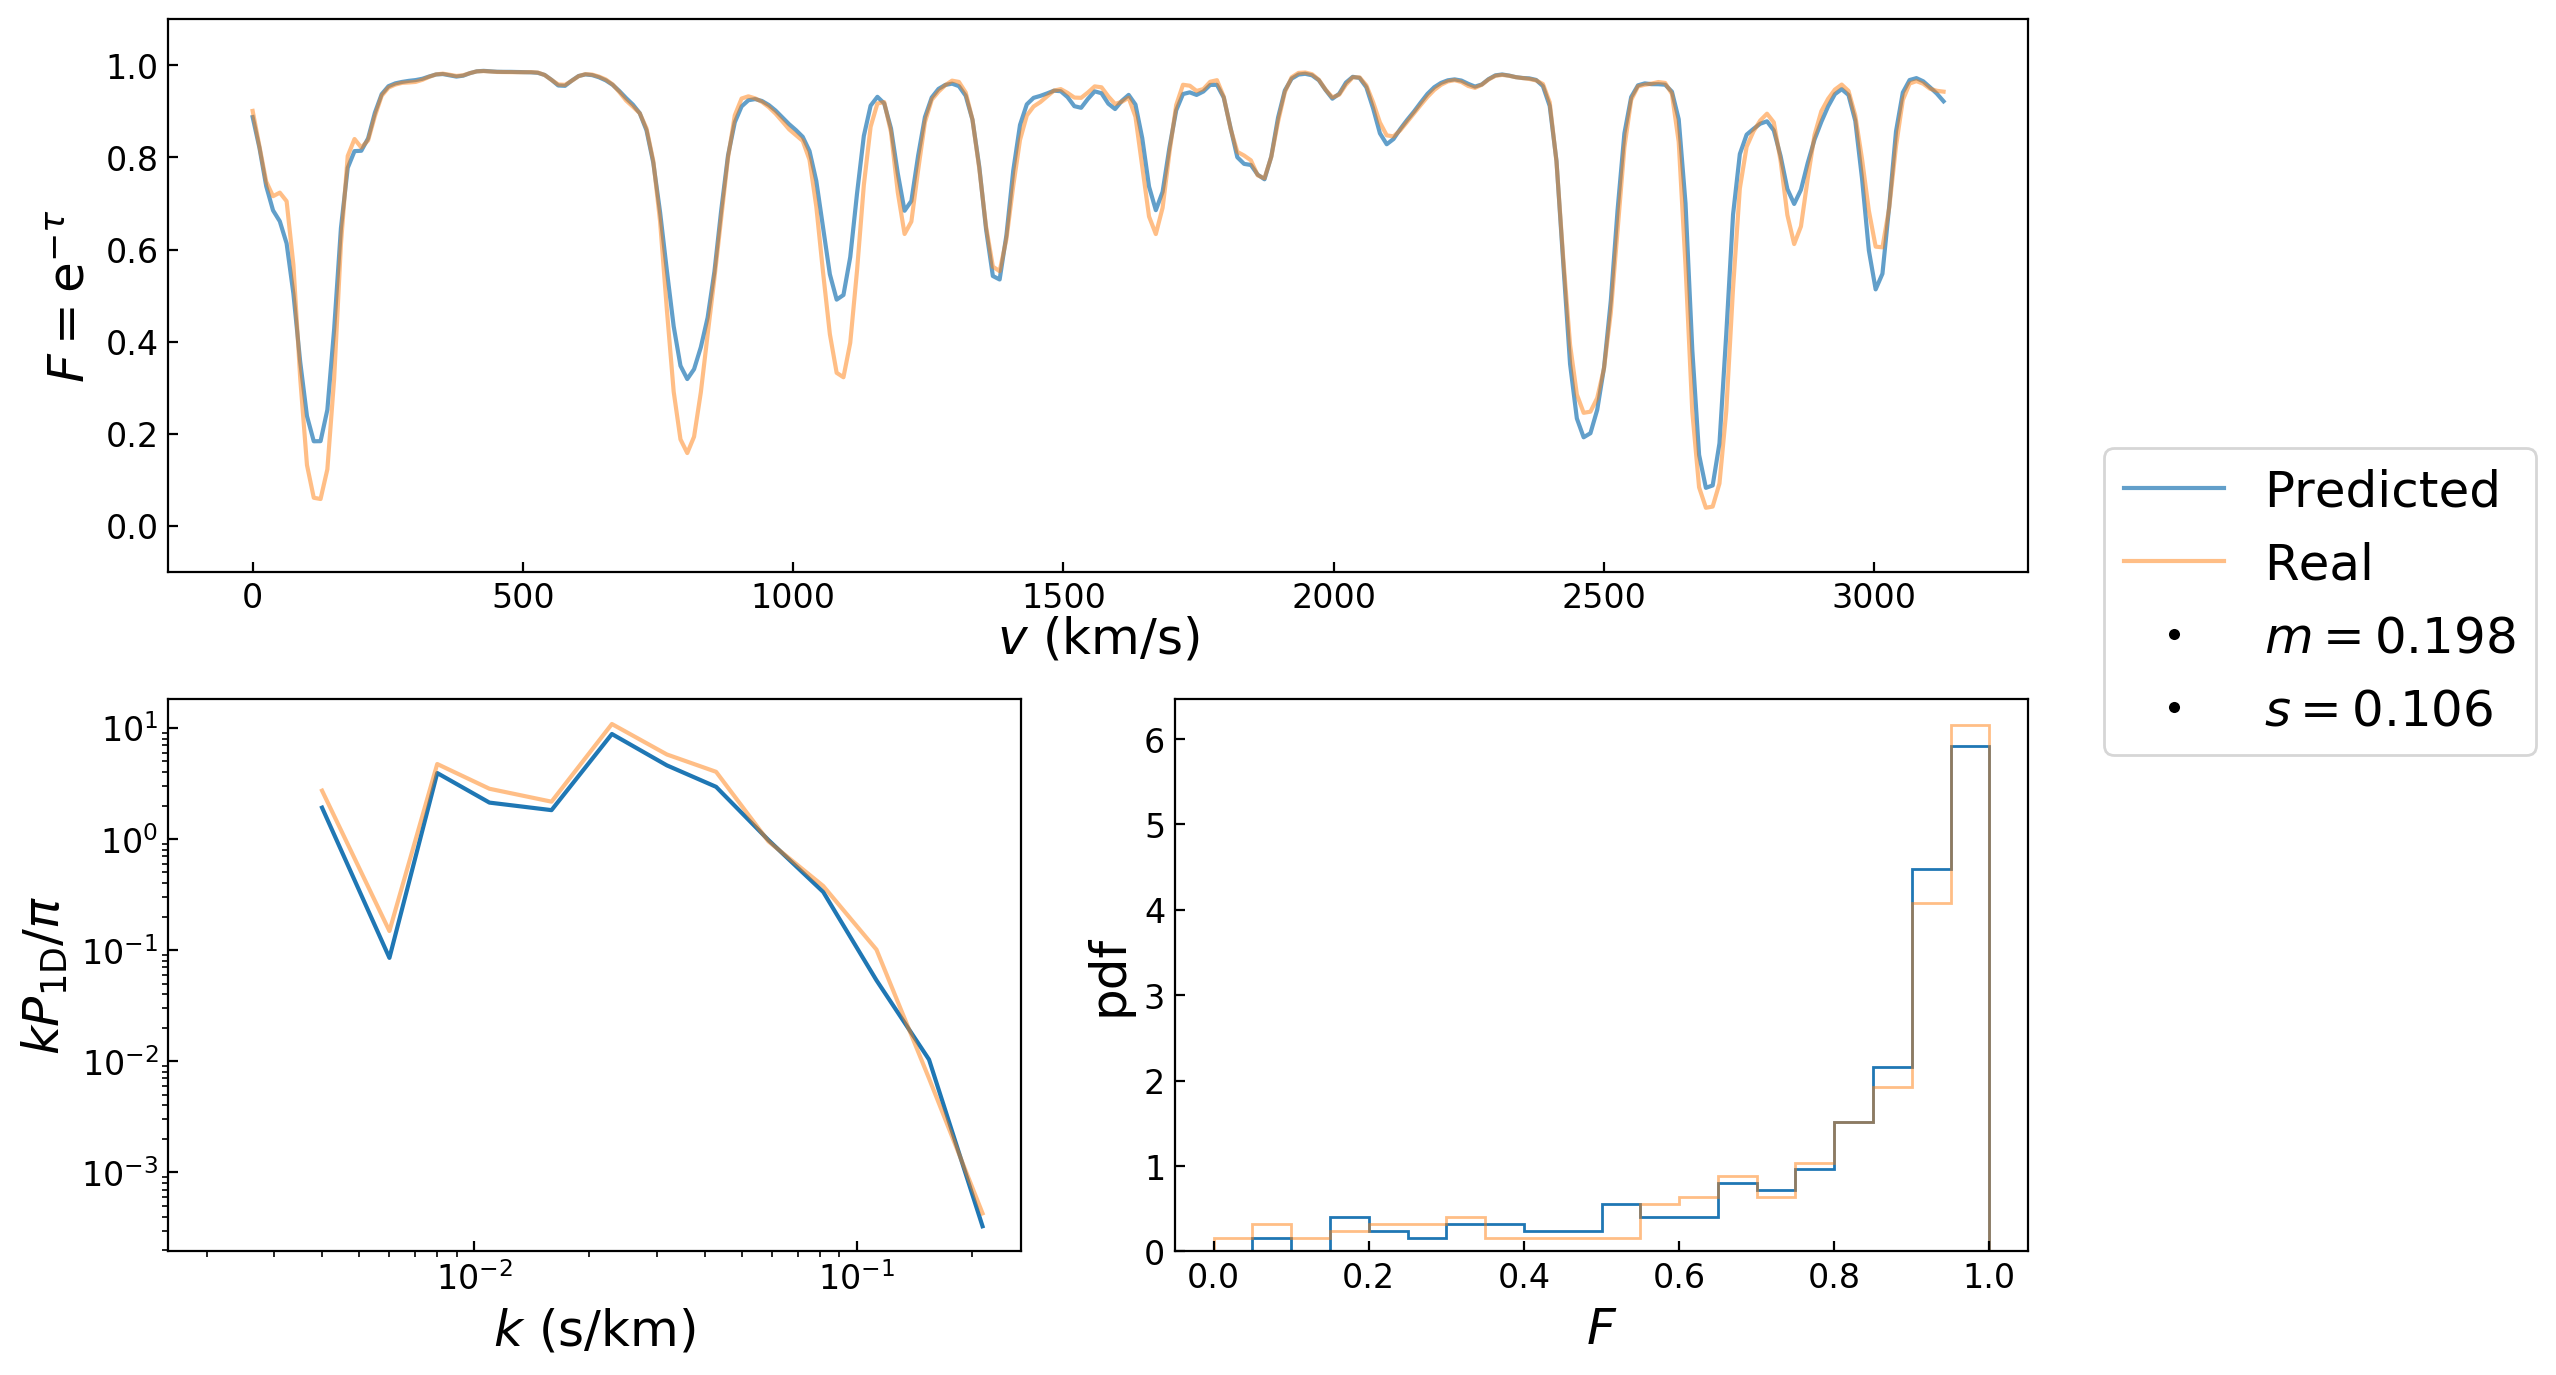 1.0
0.8
0.6
0.4
0.2
0.0
F = e^{-τ}
0 500 1000 1500 2000 2500 3000
v (km/s)
Predicted
Real
m = 0.198
s = 0.106
10^1
10^0
10^{-1}
10^{-2}
10^{-3}
kP_{1D}/π
10^{-2} 10^{-1}
k (s/km)
6
5
4
3
2
1
0
pdf
0.0 0.2 0.4 0.6 0.8 1.0
F